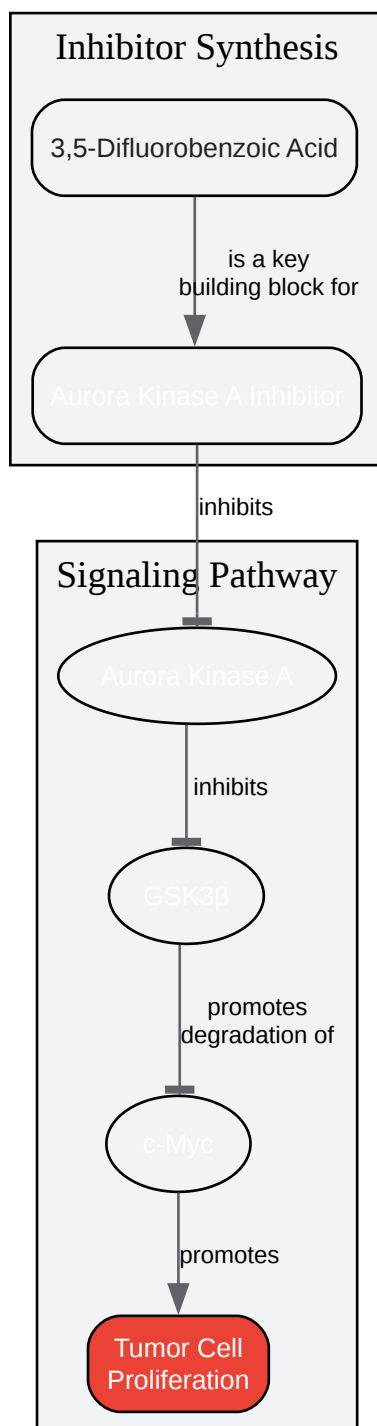 Inhibitor Synthesis
3,5-Difluorobenzoic Acid
is a key
building block for
Aurora Kinase A Inhibitor
inhibits
Signaling Pathway
Aurora Kinase A
inhibits
GSK3β
promotes
degradation of
c-Myc
promotes
Tumor Cell
Proliferation